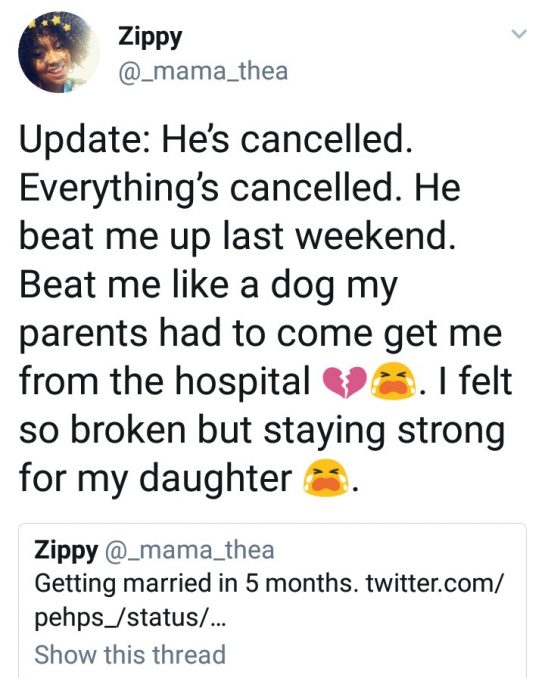 Zippy
@_mama_thea
Update: He's cancelled.
Everything's cancelled. He
beat me up last weekend.
Beat me like a dog my
parents had to come get me
from the hospital 💔😭. I felt
so broken but staying strong
for my daughter 😭.
Zippy @_mama_thea
Getting married in 5 months. twitter.com/
pehps_/status/...
Show this thread